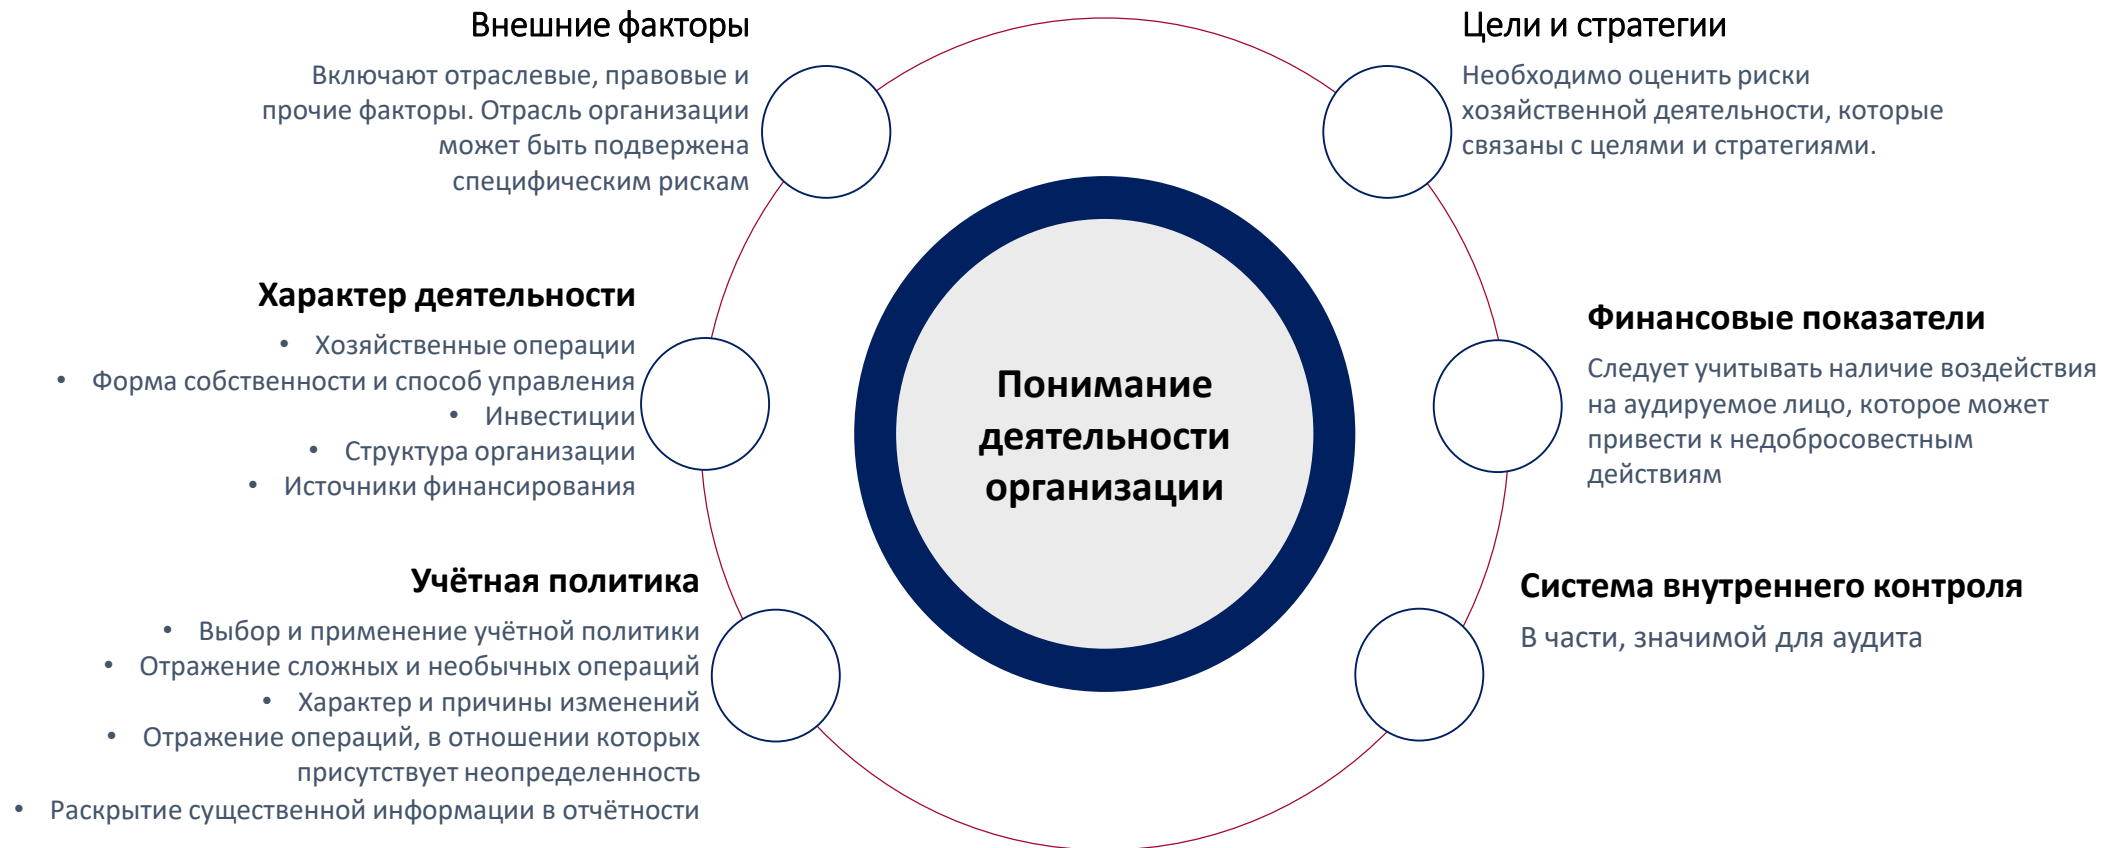 Внешние факторы
Включают отраслевые, правовые и
прочие факторы. Отрасль организации
может быть подвержена
специфическим рискам
Характер деятельности
• Хозяйственные операции
• Форма собственности и способ управления
• Инвестиции
• Структура организации
• Источники финансирования
Учётная политика
• Выбор и применение учётной политики
• Отражение сложных и необычных операций
• Характер и причины изменений
• Отражение операций, в отношении которых
присутствует неопределенность
• Раскрытие существенной информации в отчётности
Понимание
деятельности
организации
Цели и стратегии
Необходимо оценить риски
хозяйственной деятельности, которые
связаны с целями и стратегиями.
Финансовые показатели
Следует учитывать наличие воздействия
на аудируемое лицо, которое может
привести к недобросовестным
действиям
Система внутреннего контроля
В части, значимой для аудита